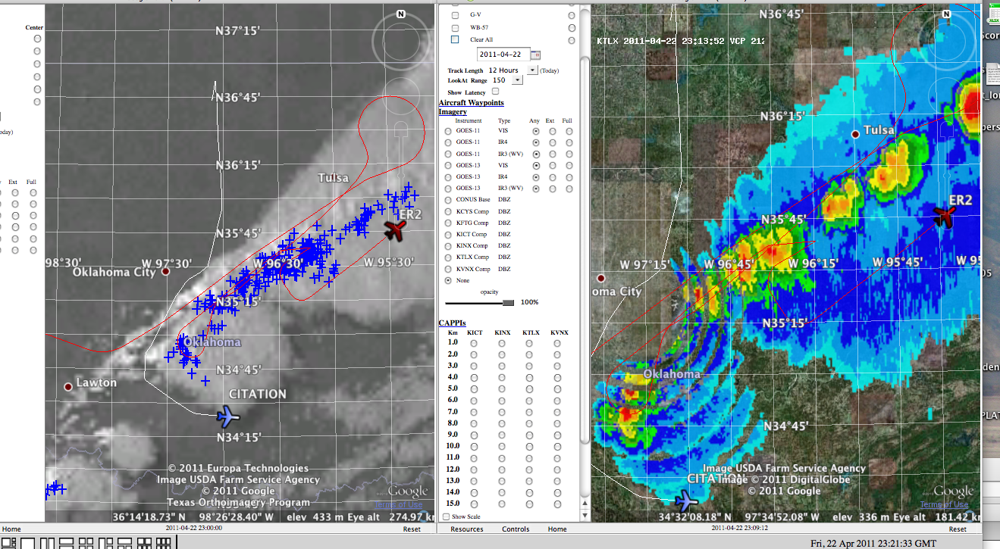 Center
oday)
Ext Full
N37°15'
N36°45'
N36°15'
Tulsa
N35°45'
ER2
98°30' W 97°30' W 96°30' W 95°30'
Oklahoma City
N35°15'
Oklahoma
N34°45'
Lawton
CITATION
N34°15'
© 2011 Europa Technologies
Image USDA Farm Service Agency
© 2011 Google
Texas Orthoimagery Program
Google
Terms of Use
36°14'18.73" N 98°26'28.40" W elev 433 m Eye alt 274.97 k
Home 2011-04-22 23:00:00 Reset
G-V
WB-57
Clear All
2011-04-22
Track Length 12 Hours (Today)
LookAt Range 150
Show Latency
Aircraft Waypoints
Imagery
Instrument Type Any Ext Full
GOES-11 VIS
GOES-11 IR4
GOES-11 IR3 (WV)
GOES-13 VIS
GOES-13 IR4
GOES-13 IR3 (WV)
CONUS Base DBZ
KCYS Comp DBZ
KFTG Comp DBZ
KICT Comp DBZ
KINX Comp DBZ
KTLX Comp DBZ
KVNX Comp DBZ
None
opacity
100%
CAPPIs
Km KICT KINX KTLX KVNX
1.0
2.0
3.0
4.0
5.0
6.0
7.0
8.0
9.0
10.0
11.0
12.0
13.0
14.0
15.0
Show Scale
Resources Controls Home
N
N
N36°45'
KTLX 2011-04-22 23:13:52 VCP 212
N36°15'
Tulsa
ER2
N35°45'
W 97°15' W 96°45' W 96°15' W 95°45' W 95
oma City
N35°15'
Oklahoma
N34°45'
CITATION
Image USDA Farm Service Agency
Image © 2011 DigitalGlobe
© 2011 Google
Google
Terms of Use
34°32'08.18" N 97°34'52.08" W elev 336 m Eye alt 181.42 k
2011-04-22 23:09:12 Reset
XLSX
Scor
t_lor
pers
den
PLAT
Fri, 22 Apr 2011 23:21:33 GMT